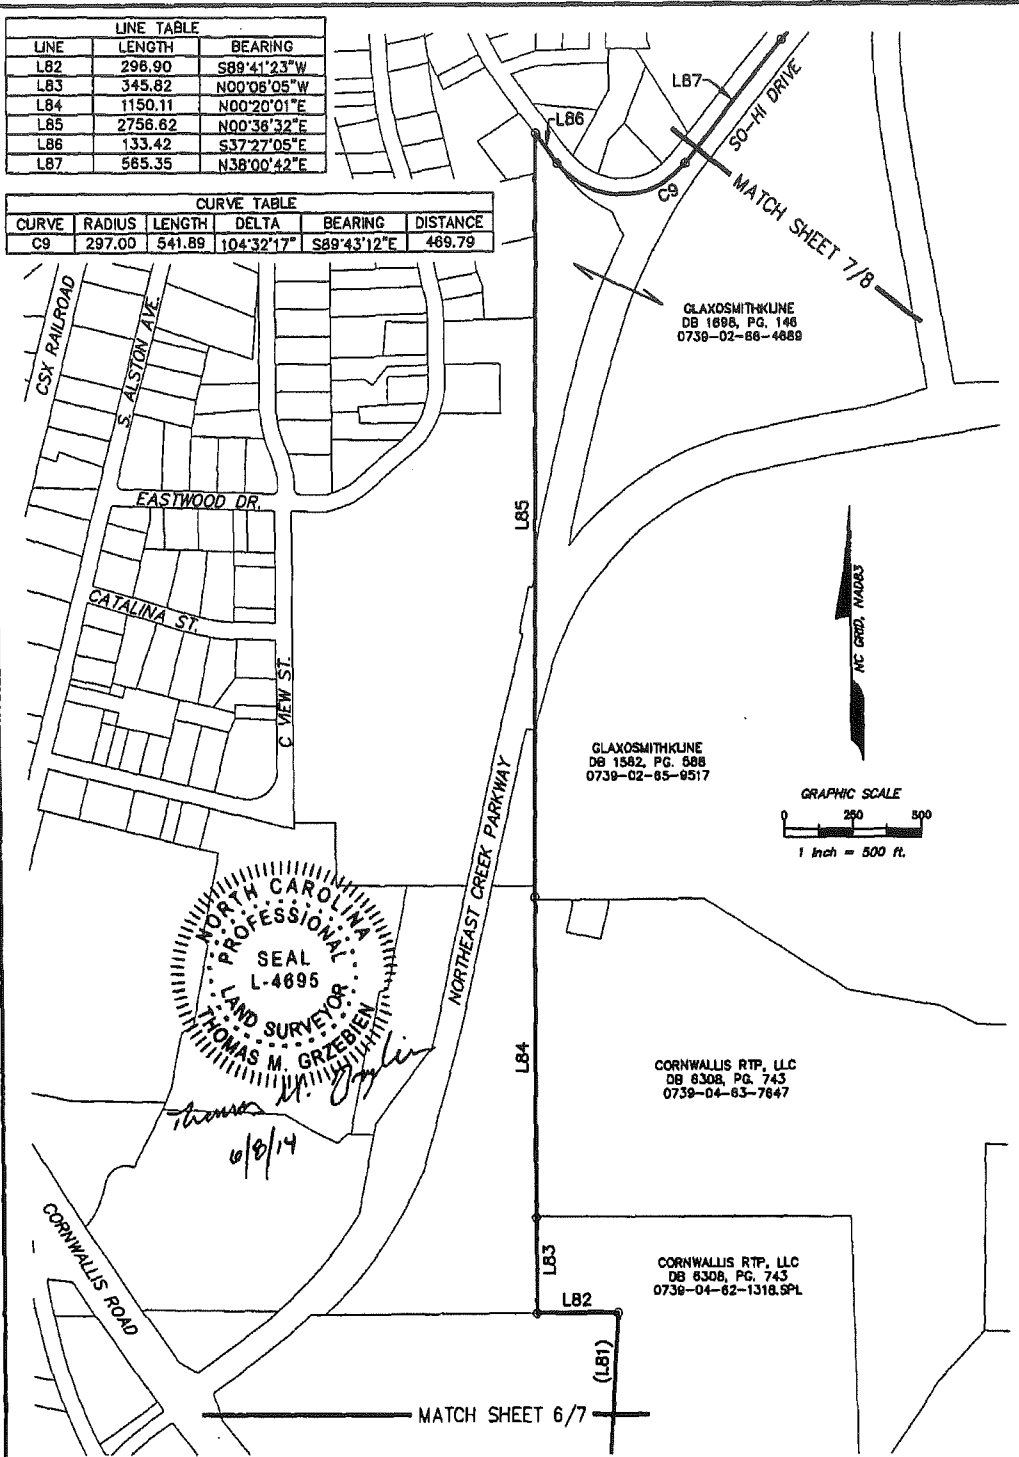 LINE TABLE
LINE LENGTH BEARING
L82 296.90 S89°41'23"W
L83 345.82 N00°06'05"W
L84 1150.11 N00°20'01"E
L85 2756.62 N00°36'32"E
L86 133.42 S37°27'05"E
L87 565.35 N38°00'42"E
CURVE TABLE
CURVE RADIUS LENGTH DELTA BEARING DISTANCE
C9 297.00 541.89 104°32'17" S89°43'12"E 469.79
L87
L86
SO-HI DRIVE
C9
MATCH SHEET 7/8
CSX RAILROAD
S. ALSTON AVE.
GLAXOSMITHKLINE
DB 1698, PG. 146
0739-02-86-4689
EASTWOOD DR.
L85
NC GRID, NAD83
CATALINA ST.
C VIEW ST.
GLAXOSMITHKLINE
DB 1582, PG. 588
0739-02-85-9517
NORTHEAST CREEK PARKWAY
GRAPHIC SCALE
0 250 500
1 inch = 500 ft.
NORTH CAROLINA
PROFESSIONAL
SEAL
L-4695
LAND SURVEYOR
THOMAS M. GRZEBIEN
Thomas M. Grzebien
6/8/14
L84
CORNWALLIS RTP, LLC
DB 6308, PG. 743
0739-04-63-7647
CORNWALLIS ROAD
L83
CORNWALLIS RTP, LLC
DB 6308, PG. 743
0739-04-62-1318.SPL
L82
(L81)
MATCH SHEET 6/7